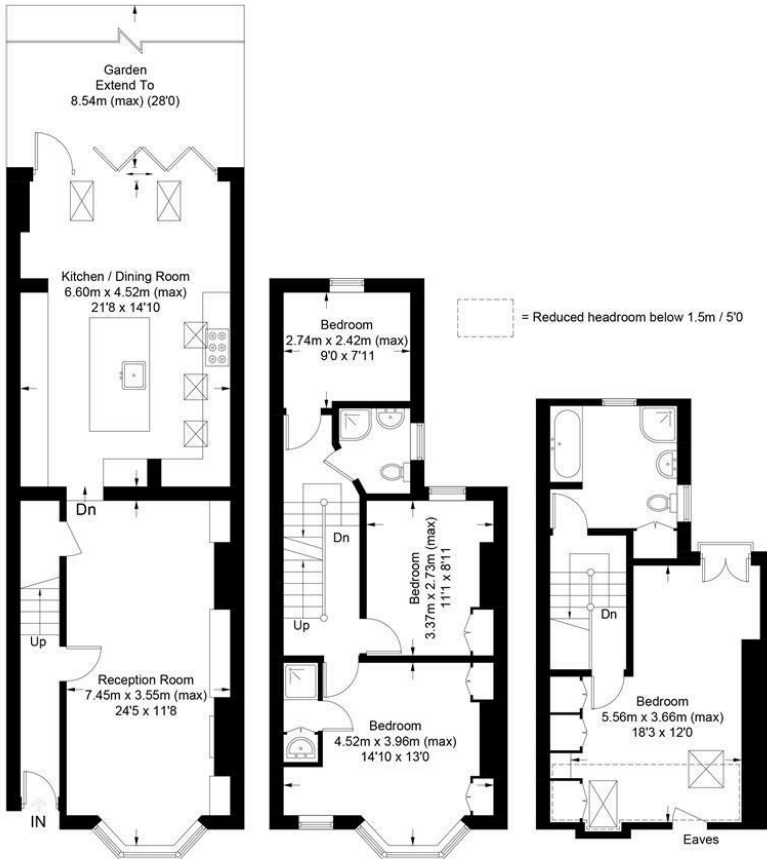 Garden
Extend To
8.54m (max) (28'0)
Kitchen / Dining Room
6.60m x 4.52m (max)
21'8 x 14'10
Dn
Up
Reception Room
7.45m x 3.55m (max)
24'5 x 11'8
IN
Bedroom
2.74m x 2.42m (max)
9'0 x 7'11
Dn
Up
Bedroom
3.37m x 2.73m (max)
11'1 x 8'11
Bedroom
4.52m x 3.96m (max)
14'10 x 13'0
= Reduced headroom below 1.5m / 5'0
Dn
Bedroom
5.56m x 3.66m (max)
18'3 x 12'0
Eaves